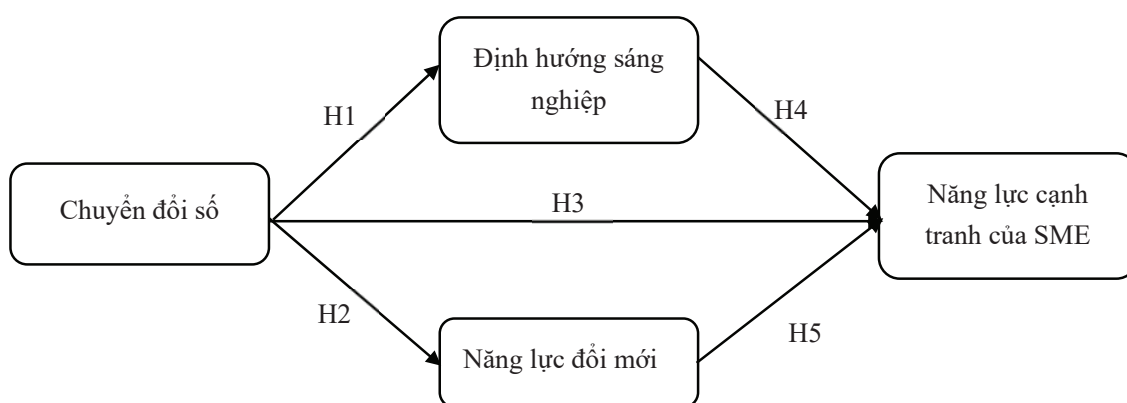 Định hướng sáng
nghiệp
H1
H4
Chuyển đổi số
H3
Năng lực cạnh
tranh của SME
H2
H5
Năng lực đổi mới